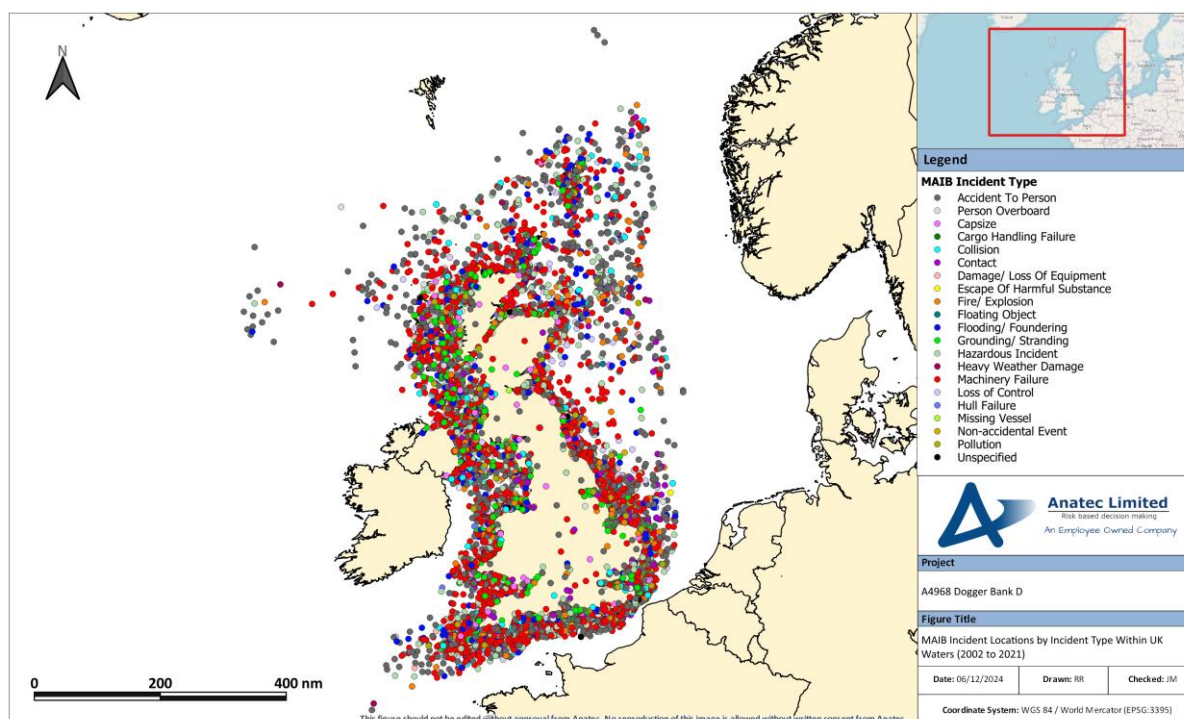 N
0
200
400 nm
This figure should not be edited without approval from Anatec. No reproduction of this image is allowed without written consent from Anatec
Legend
MAIB Incident Type
Accident To Person
Person Overboard
Capsize
Cargo Handling Failure
Collision
Contact
Damage/ Loss Of Equipment
Escape Of Harmful Substance
Fire/ Explosion
Floating Object
Flooding/ Foundering
Grounding/ Stranding
Hazardous Incident
Heavy Weather Damage
Machinery Failure
Loss of Control
Hull Failure
Missing Vessel
Non-accidental Event
Pollution
Unspecified
Anatec Limited
Risk based decision making
An Employee Owned Company
Project
A4968 Dogger Bank D
Figure Title
MAIB Incident Locations by Incident Type Within UK
Waters (2002 to 2021)
Date: 06/12/2024
Drawn: RR
Checked: JM
Coordinate System: WGS 84 / World Mercator (EPSG:3395)